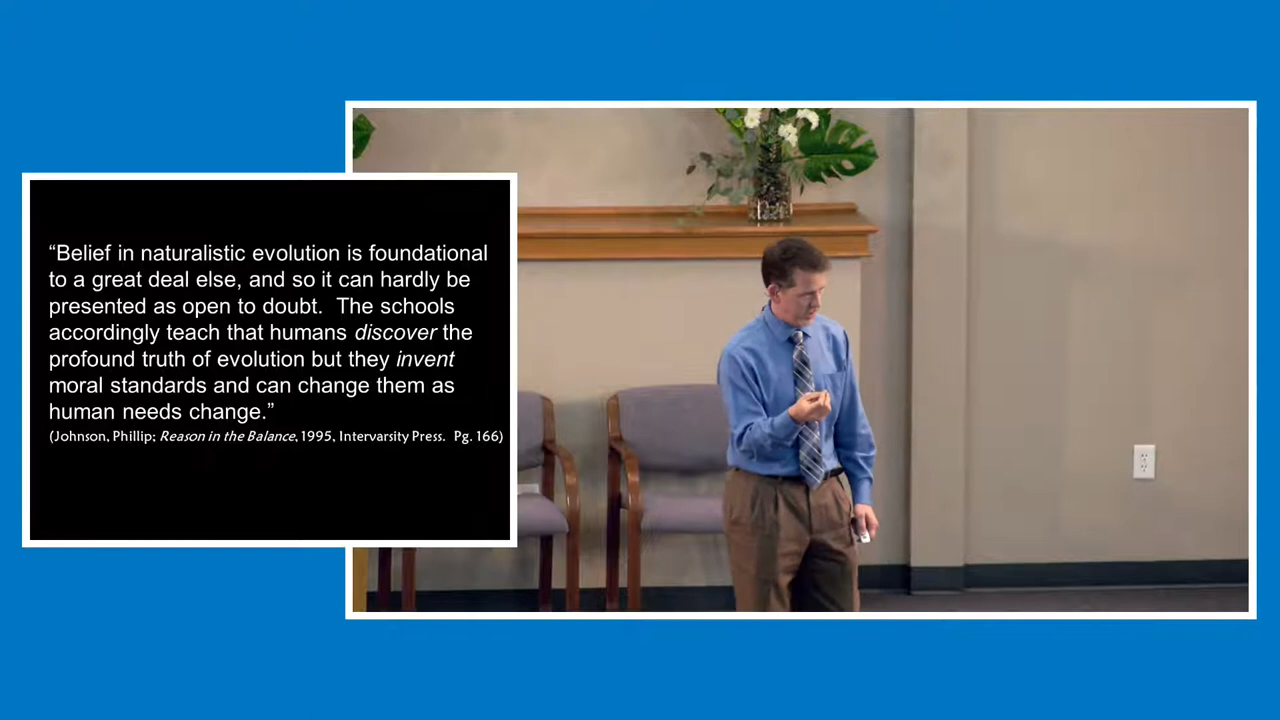 “Belief in naturalistic evolution is foundational
to a great deal else, and so it can hardly be
presented as open to doubt.  The schools
accordingly teach that humans discover the
profound truth of evolution but they invent
moral standards and can change them as
human needs change.”
(Johnson, Phillip; Reason in the Balance, 1995, Intervarsity Press.  Pg. 166)